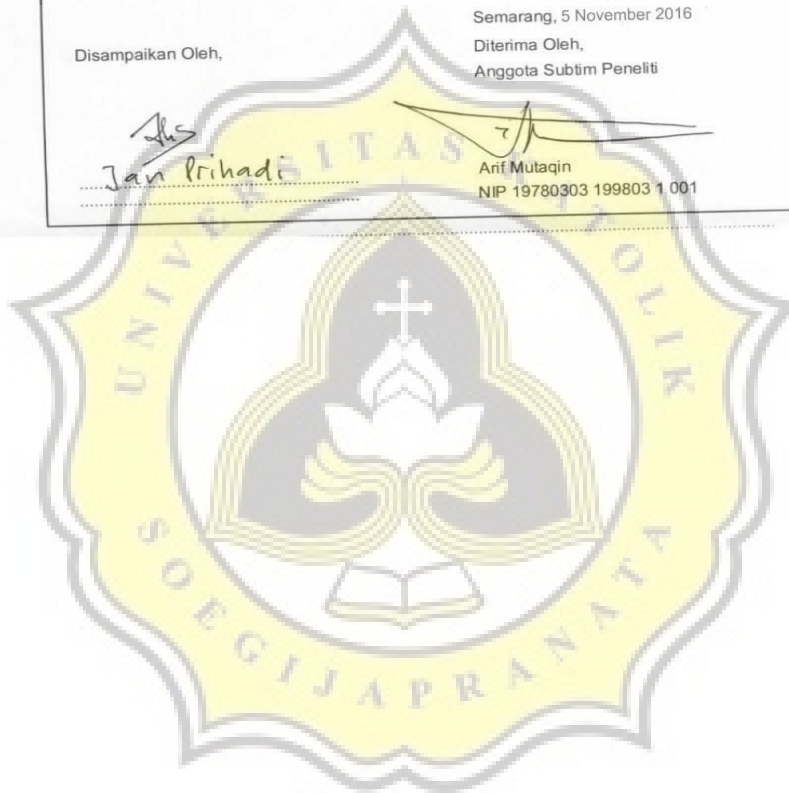 Semarang, 5 November 2016
Disampaikan Oleh,
Diterima Oleh,
Anggota Subtim Peneliti
Jan Prihadi
Arif Mutaqin
NIP 19780303 199803 1 001
UNIVERSITAS KATOLIK
SOEGIJAPRANATA